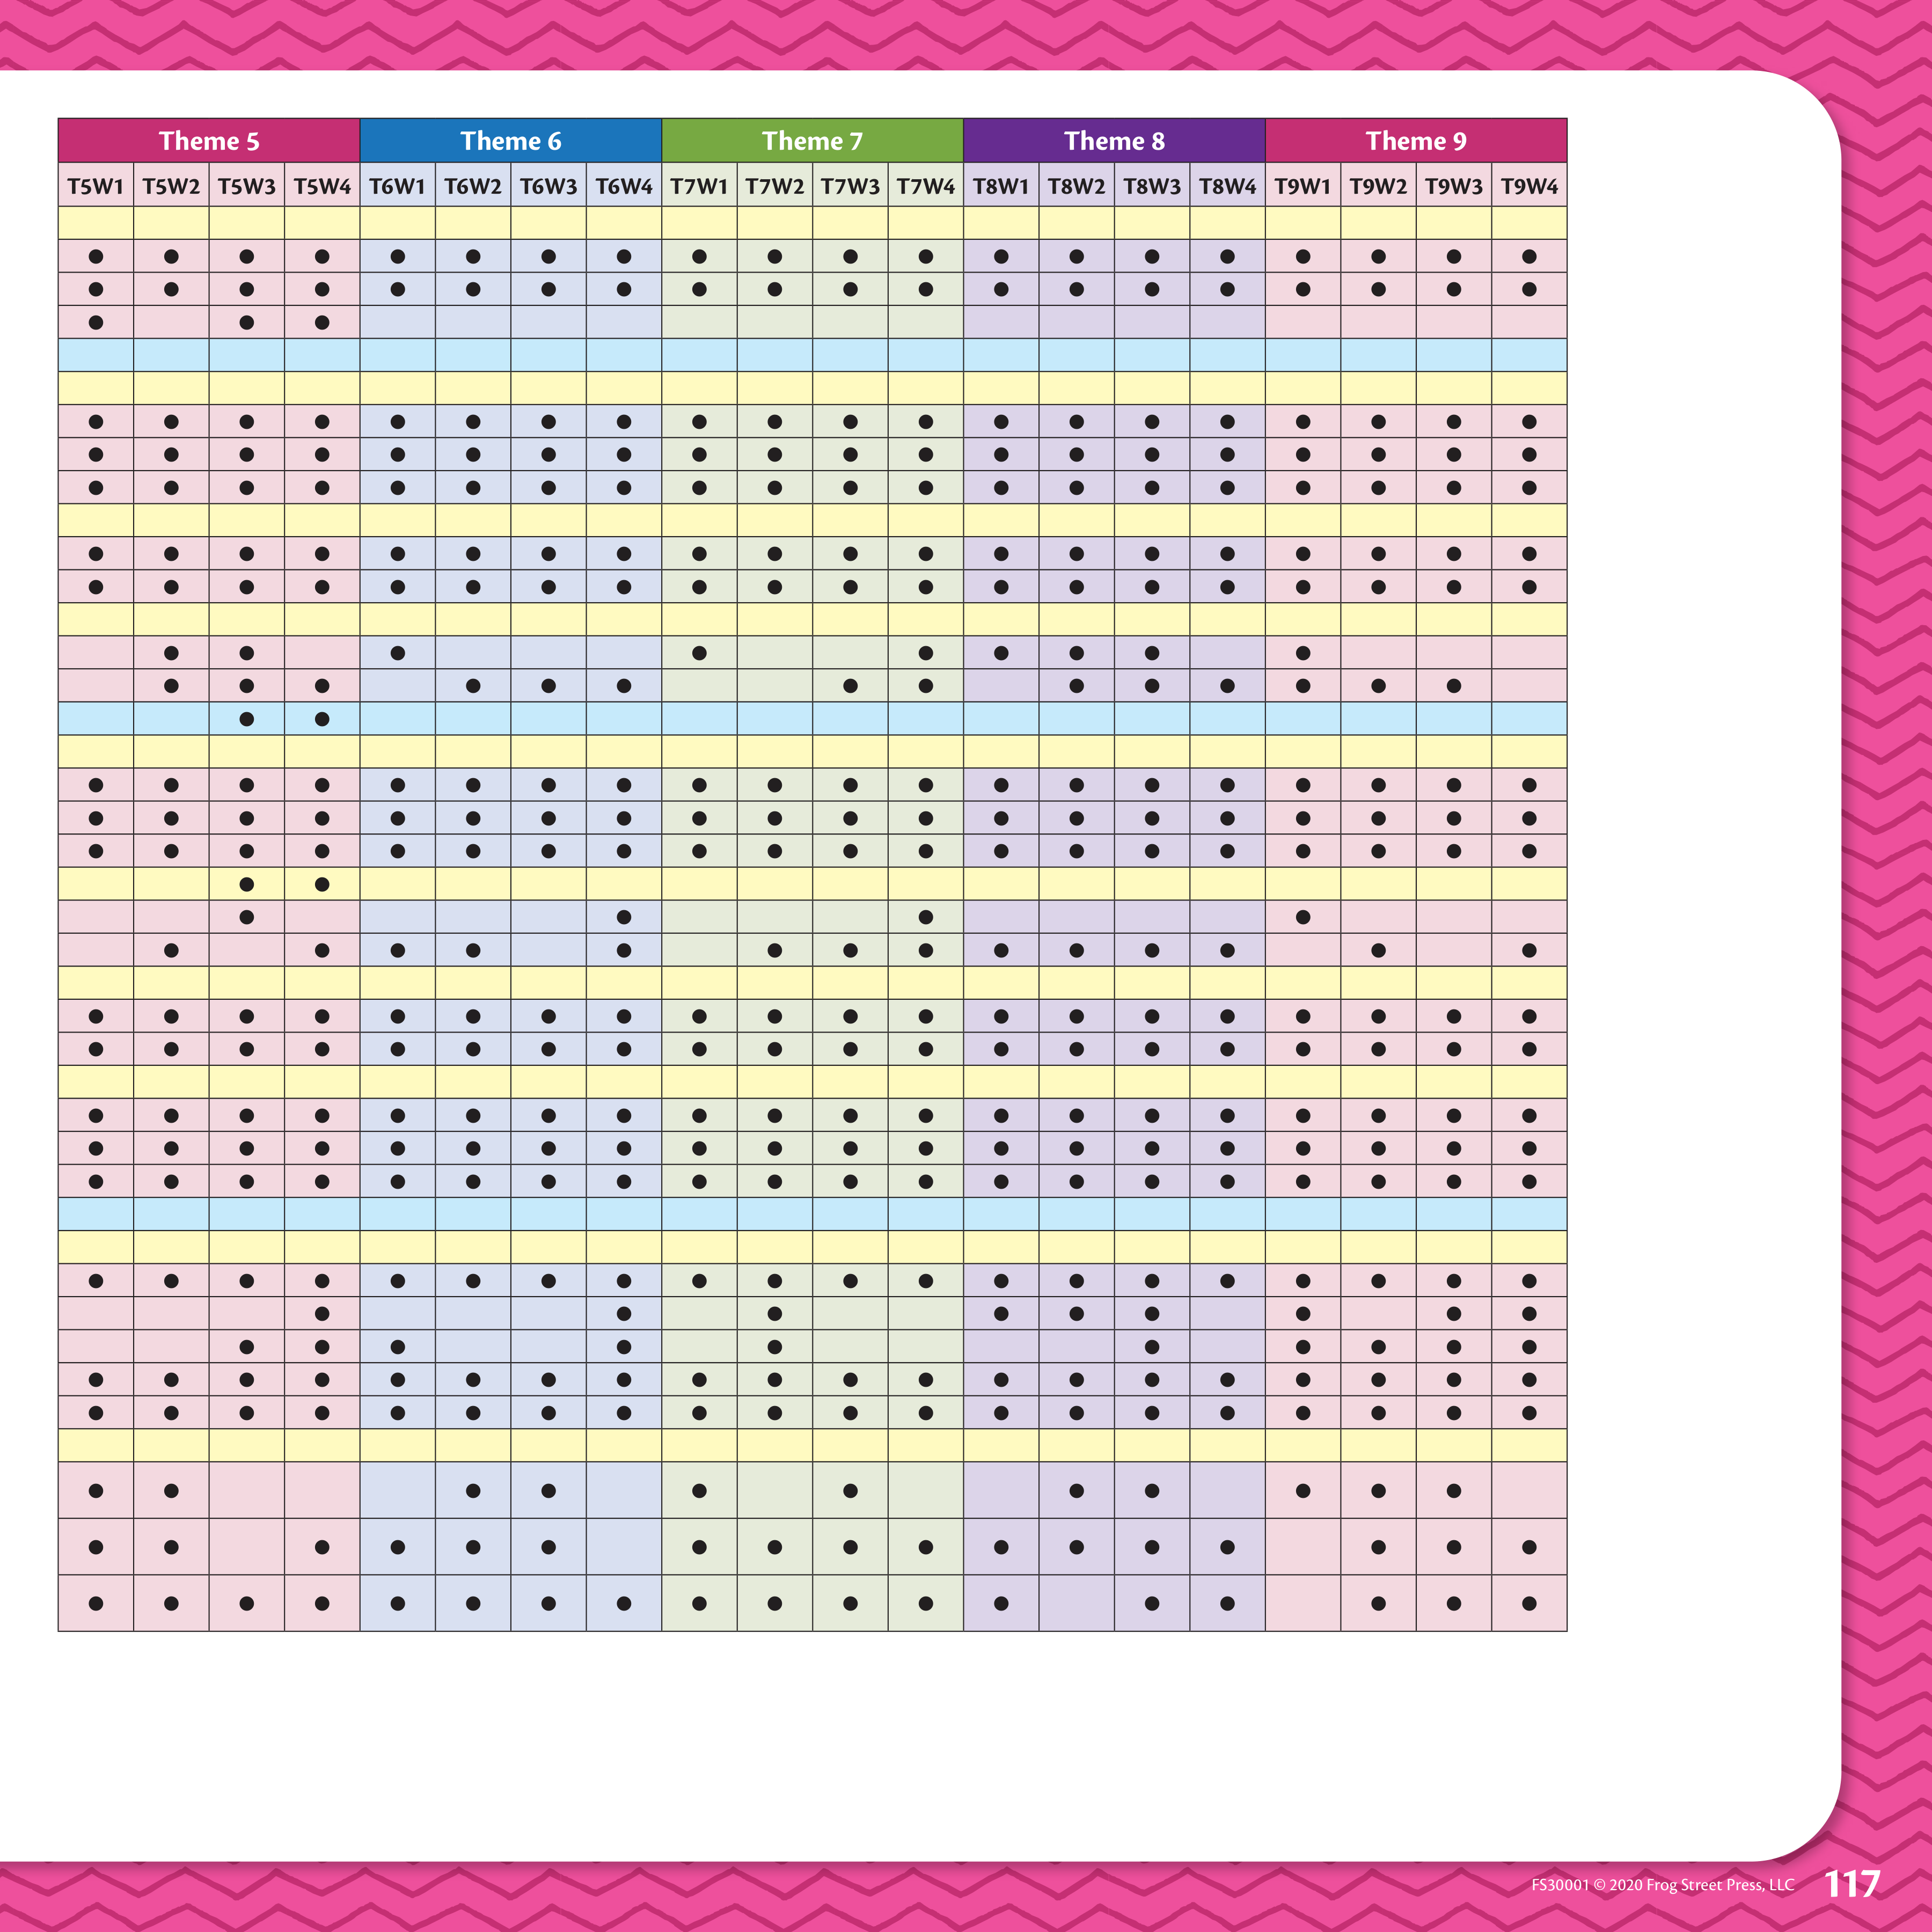 Theme 5 Theme 6 Theme 7 Theme 8 Theme 9
T5W1 T5W2 T5W3 T5W4 T6W1 T6W2 T6W3 T6W4 T7W1 T7W2 T7W3 T7W4 T8W1 T8W2 T8W3 T8W4 T9W1 T9W2 T9W3 T9W4
FS30001 © 2020 Frog Street Press, LLC 117